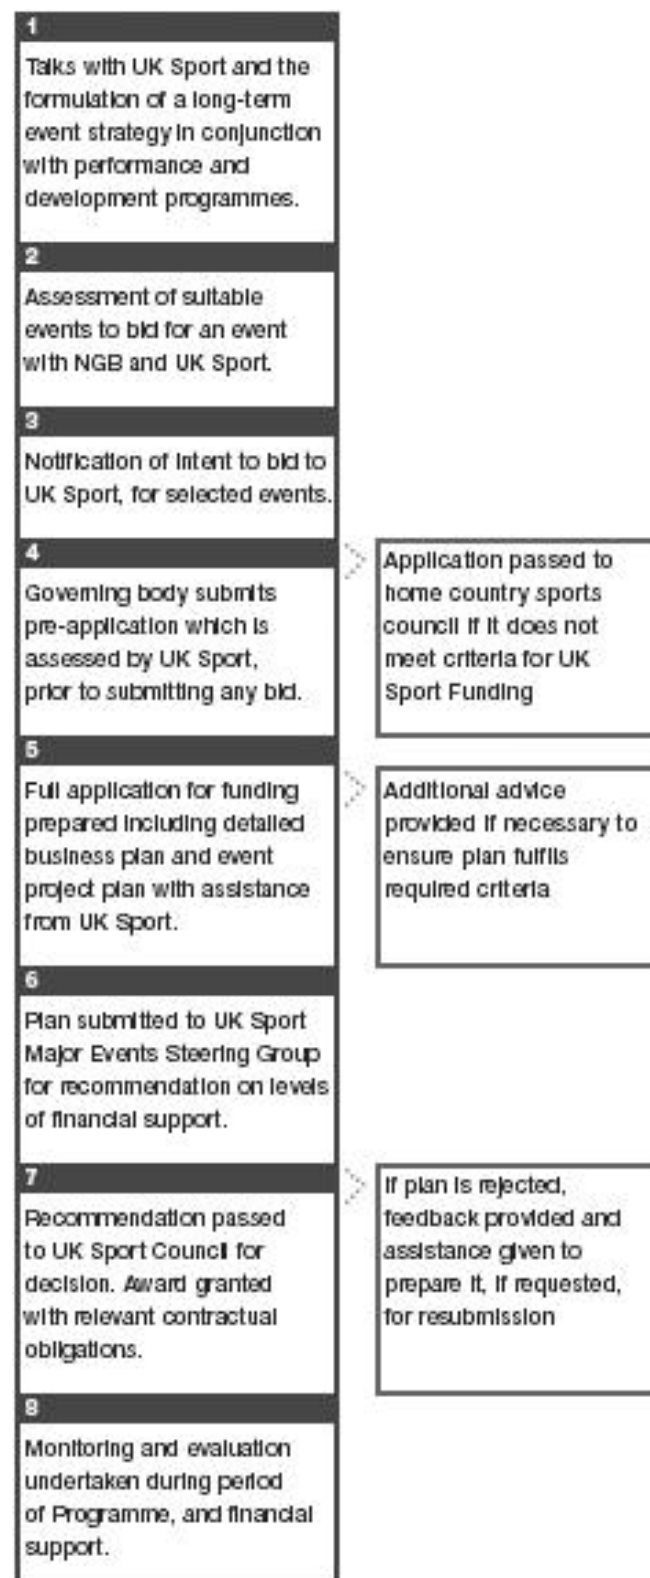 1
Talks with UK Sport and the
formulation of a long-term
event strategy in conjunction
with performance and
development programmes.
2
Assessment of suitable
events to bid for an event
with NGB and UK Sport.
3
Notification of intent to bid to
UK Sport, for selected events.
4
Governing body submits
pre-application which is
assessed by UK Sport,
prior to submitting any bid.
Application passed to
home country sports
council if it does not
meet criteria for UK
Sport Funding
5
Full application for funding
prepared including detailed
business plan and event
project plan with assistance
from UK Sport.
Additional advice
provided if necessary to
ensure plan fulfils
required criteria
6
Plan submitted to UK Sport
Major Events Steering Group
for recommendation on levels
of financial support.
7
Recommendation passed
to UK Sport Council for
decision. Award granted
with relevant contractual
obligations.
If plan is rejected,
feedback provided and
assistance given to
prepare it, if requested,
for resubmission
8
Monitoring and evaluation
undertaken during period
of Programme, and financial
support.